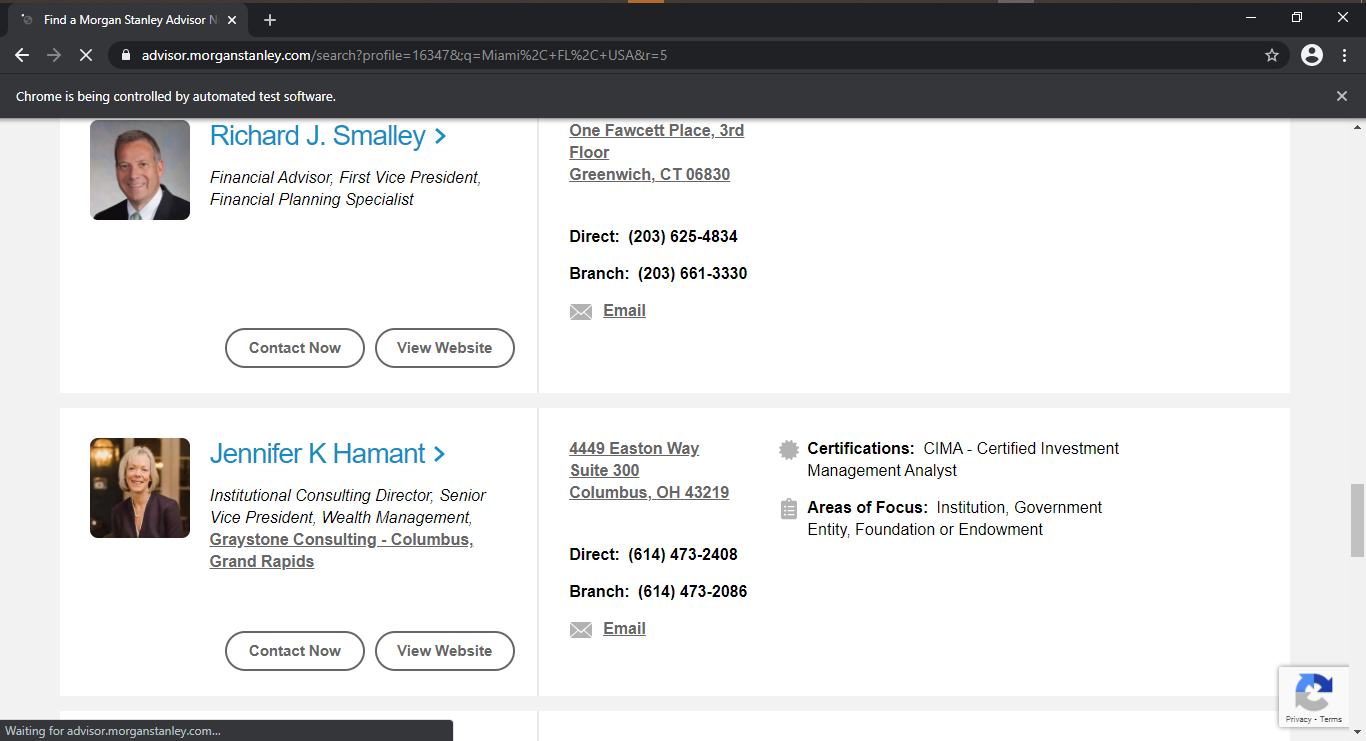 Find a Morgan Stanley Advisor N
advisor.morganstanley.com/search?profile=16347&;q=Miami%2C+FL%2C+USA&r=5
Chrome is being controlled by automated test software.
Richard J. Smalley >
Financial Advisor, First Vice President,
Financial Planning Specialist
Contact Now
View Website
One Fawcett Place, 3rd
Floor
Greenwich, CT 06830
Direct: (203) 625-4834
Branch: (203) 661-3330
Email
Jennifer K Hamant >
Institutional Consulting Director, Senior
Vice President, Wealth Management,
Graystone Consulting - Columbus,
Grand Rapids
Contact Now
View Website
4449 Easton Way
Suite 300
Columbus, OH 43219
Direct: (614) 473-2408
Branch: (614) 473-2086
Email
Certifications: CIMA - Certified Investment
Management Analyst
Areas of Focus: Institution, Government
Entity, Foundation or Endowment
Privacy - Terms
Waiting for advisor.morganstanley.com...